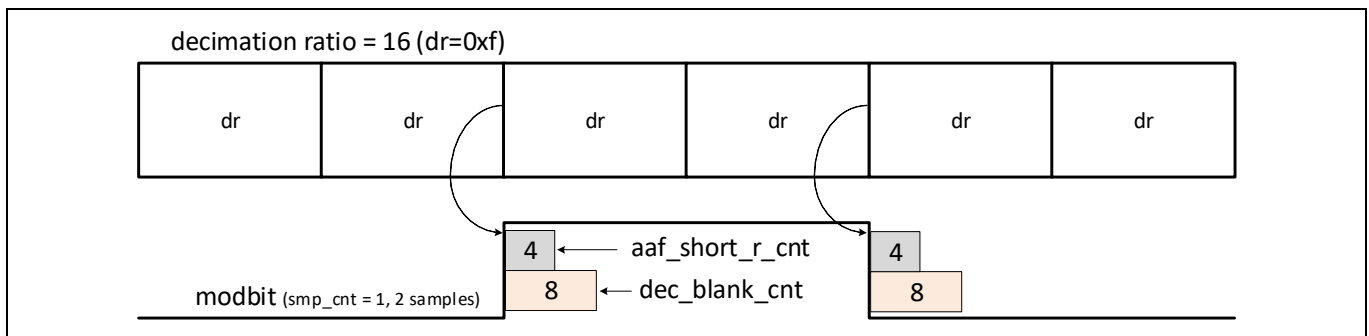 decimation ratio = 16 (dr=0xf)
dr dr dr dr dr dr
4 aaf_short_r_cnt 4
8 dec_blank_cnt 8
modbit (smp_cnt = 1, 2 samples)